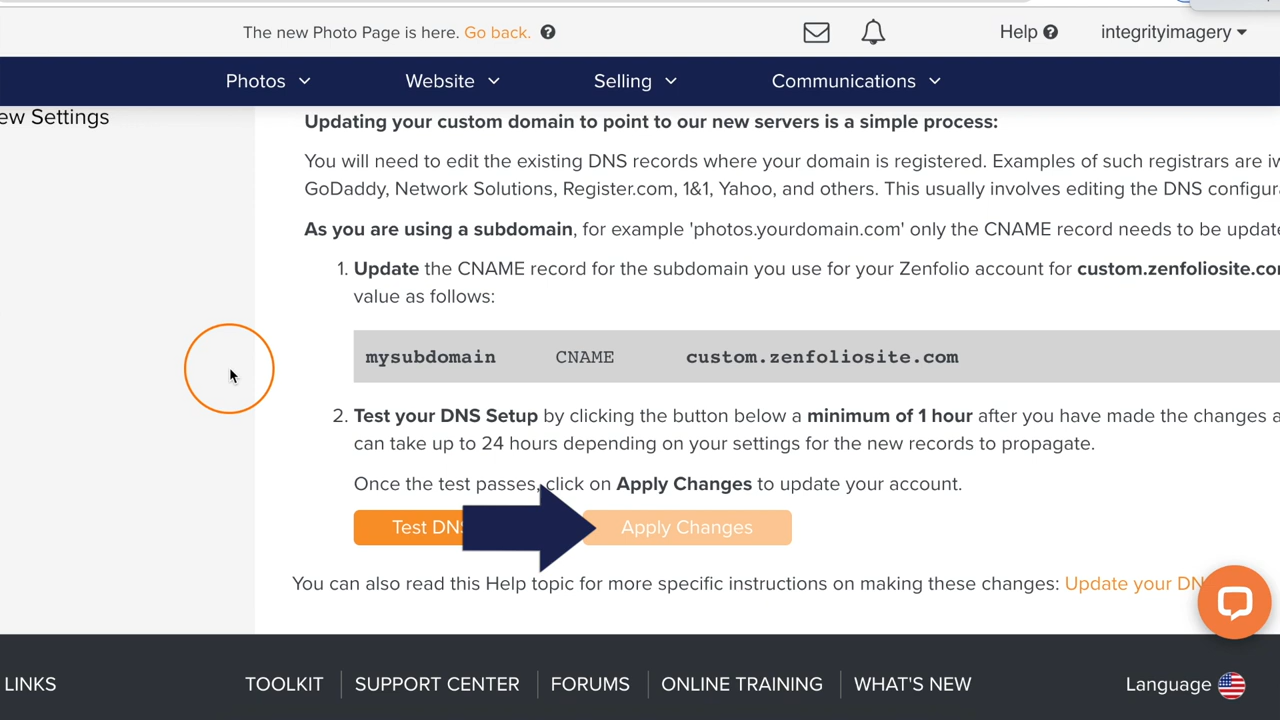 The new Photo Page is here. Go back.
Help
integrityimagery
Photos
Website
Selling
Communications
ew Settings
Updating your custom domain to point to our new servers is a simple process:
You will need to edit the existing DNS records where your domain is registered. Examples of such registrars are iw
GoDaddy, Network Solutions, Register.com, 1&1, Yahoo, and others. This usually involves editing the DNS configura
As you are using a subdomain, for example 'photos.yourdomain.com' only the CNAME record needs to be update
1. Update the CNAME record for the subdomain you use for your Zenfolio account for custom.zenfoliosite.com
value as follows:
mysubdomain CNAME custom.zenfoliosite.com
2. Test your DNS Setup by clicking the button below a minimum of 1 hour after you have made the changes a
can take up to 24 hours depending on your settings for the new records to propagate.
Once the test passes, click on Apply Changes to update your account.
Test DNS
Apply Changes
You can also read this Help topic for more specific instructions on making these changes: Update your DN
LINKS
TOOLKIT
SUPPORT CENTER
FORUMS
ONLINE TRAINING
WHAT'S NEW
Language